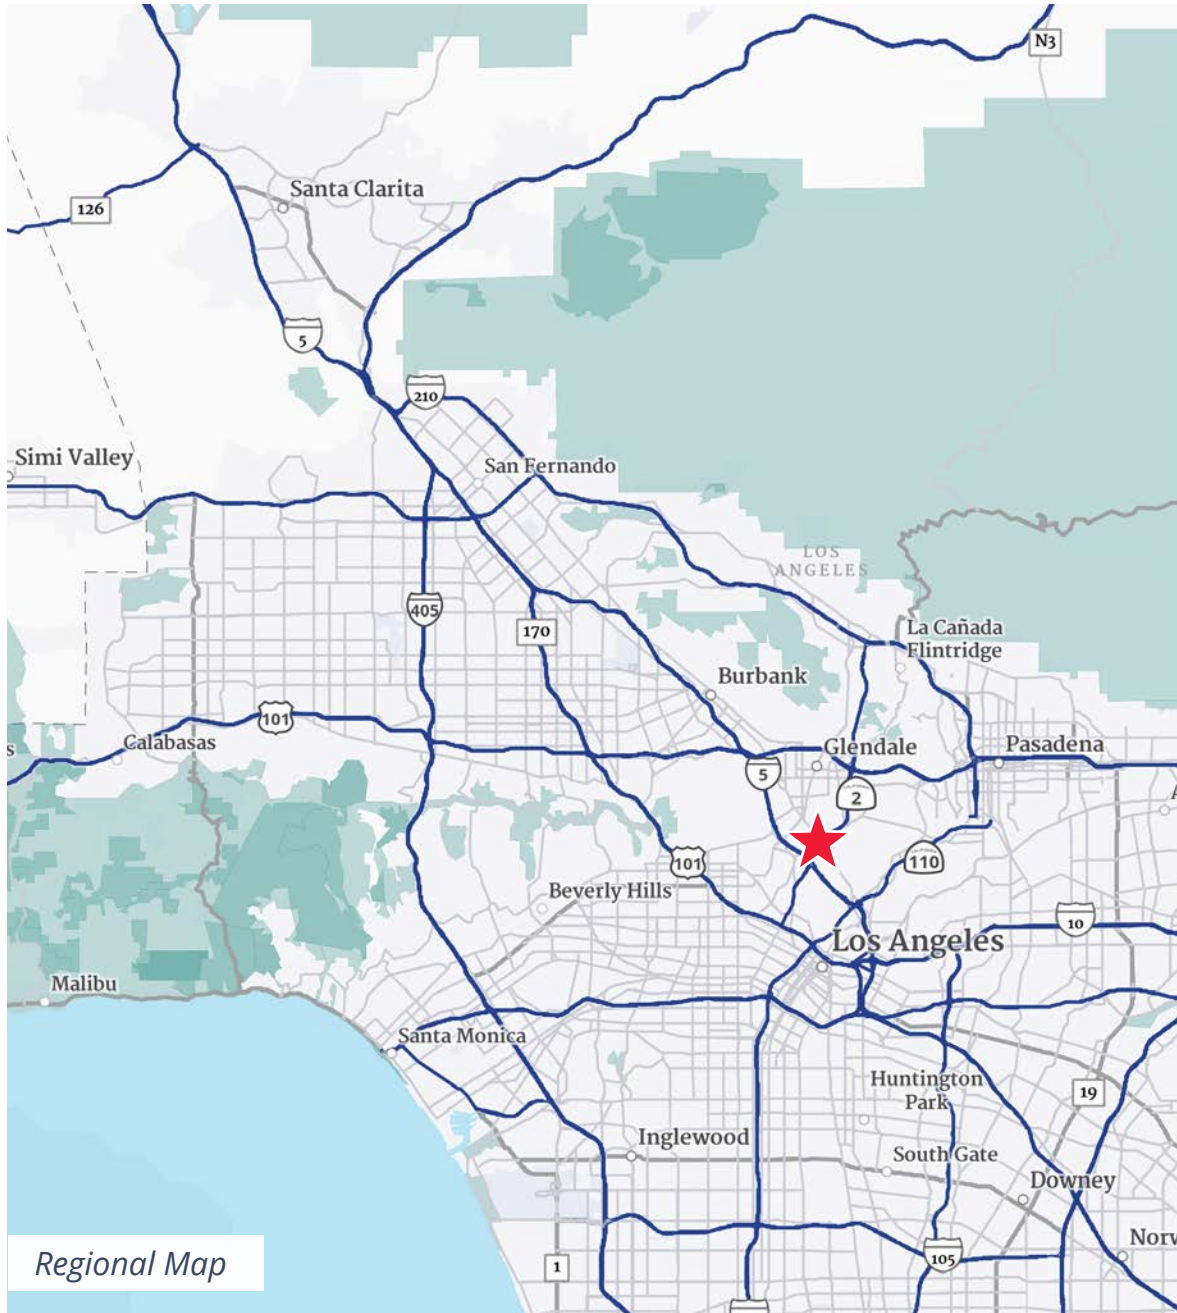 N3
Santa Clarita
126
5
210
Simi Valley
San Fernando
LOS
ANGELES
405
170
La Cañada
Flintridge
Burbank
101
Calabasas
s
Glendale
Pasadena
5
2
A
101
110
Beverly Hills
10
Los Angeles
Malibu
Santa Monica
Huntington
Park
19
Inglewood
South Gate
Downey
Norw
105
1
Regional Map